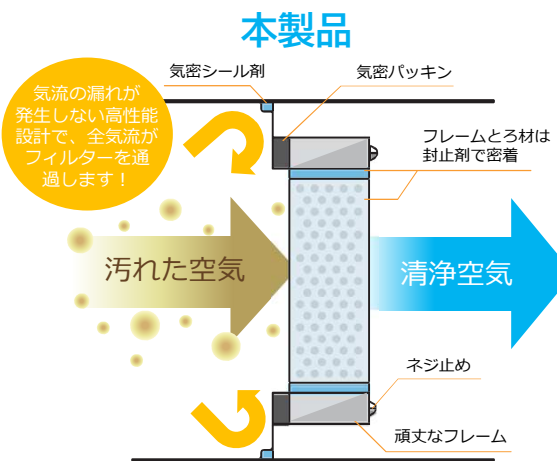 本製品
気密シール剤
気密パッキン
気流の漏れが
発生しない高性能
設計で、全気流が
フィルターを通
過します！
フレームとろ材は
封止剤で密着
汚れた空気
清浄空気
ネジ止め
頑丈なフレーム